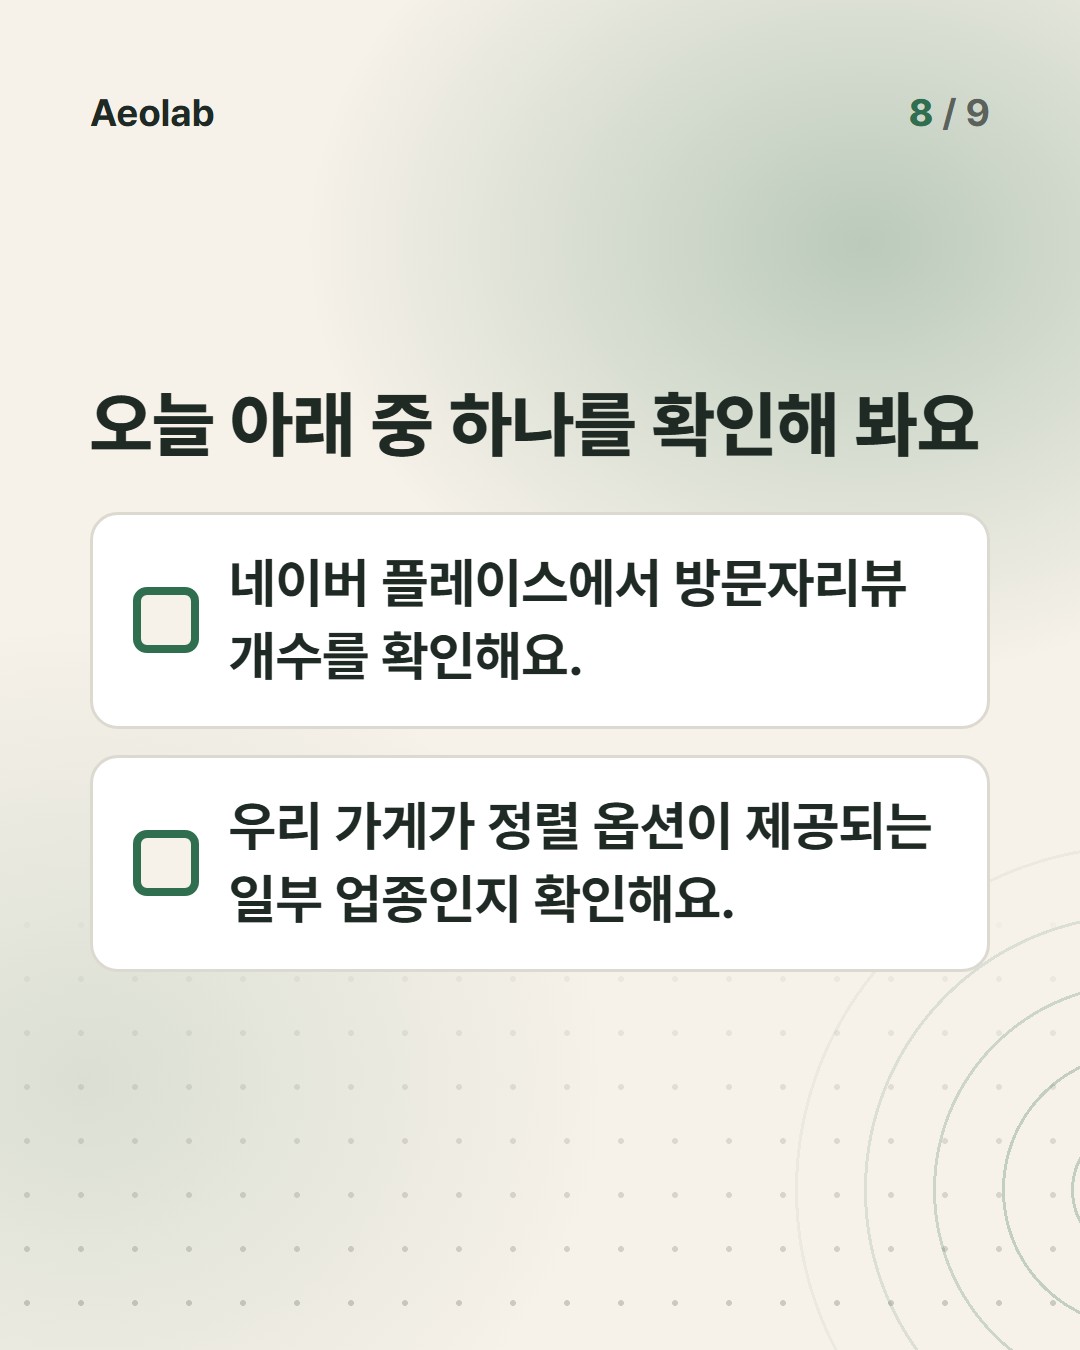 Aeolab
8 / 9
오늘 아래 중 하나를 확인해 봐요
네이버 플레이스에서 방문자리뷰
개수를 확인해요.
우리 가게가 정렬 옵션이 제공되는
일부 업종인지 확인해요.